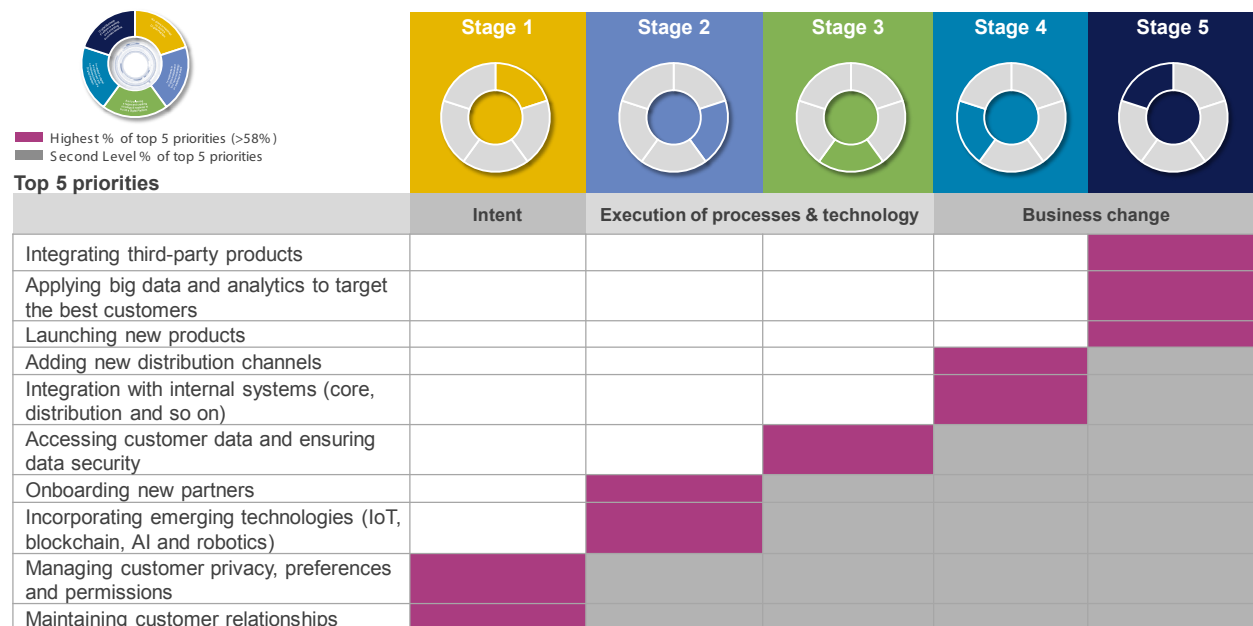 Stage 1
Stage 2
Stage 3
Stage 4
Stage 5
Highest % of top 5 priorities (>58%)
Second Level % of top 5 priorities
Top 5 priorities
Intent
Execution of processes & technology
Business change
Integrating third-party products
Applying big data and analytics to target
the best customers
Launching new products
Adding new distribution channels
Integration with internal systems (core,
distribution and so on)
Accessing customer data and ensuring
data security
Onboarding new partners
Incorporating emerging technologies (IoT,
blockchain, AI and robotics)
Managing customer privacy, preferences
and permissions
Maintaining customer relationships